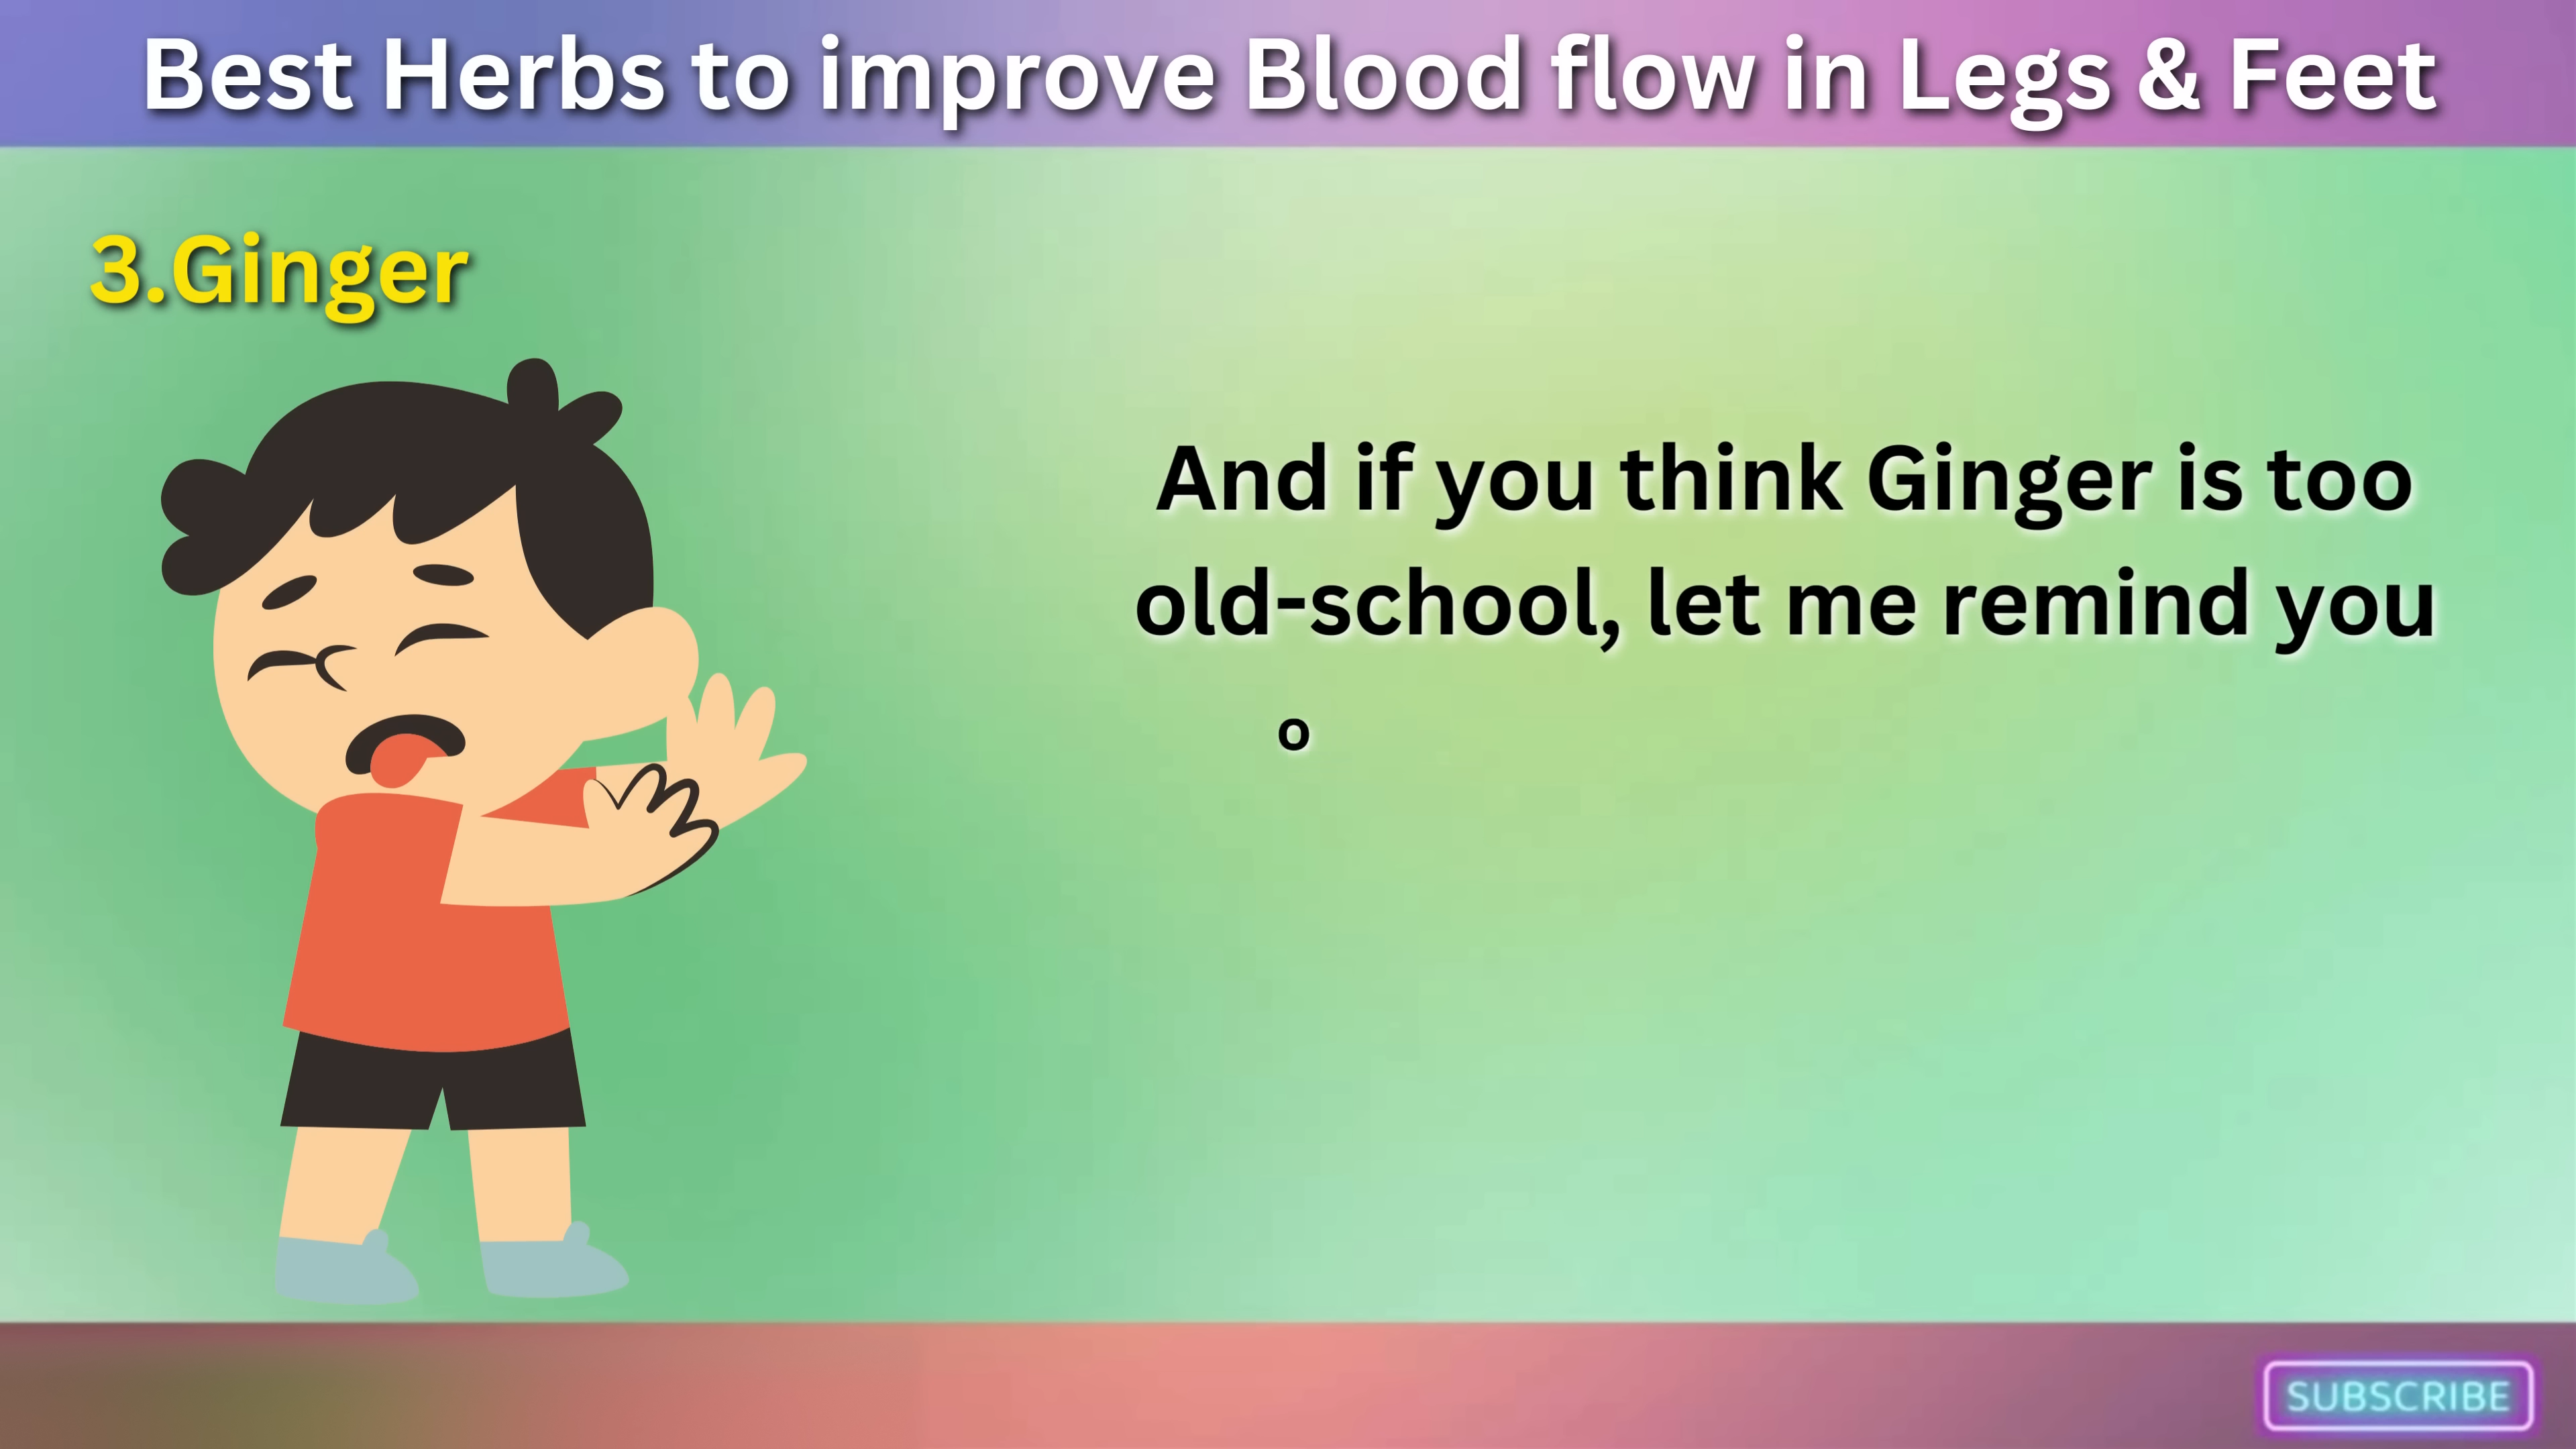 Best Herbs to improve Blood flow in Legs & Feet
3.Ginger
And if you think Ginger is too
old-school, let me remind you
o
SUBSCRIBE